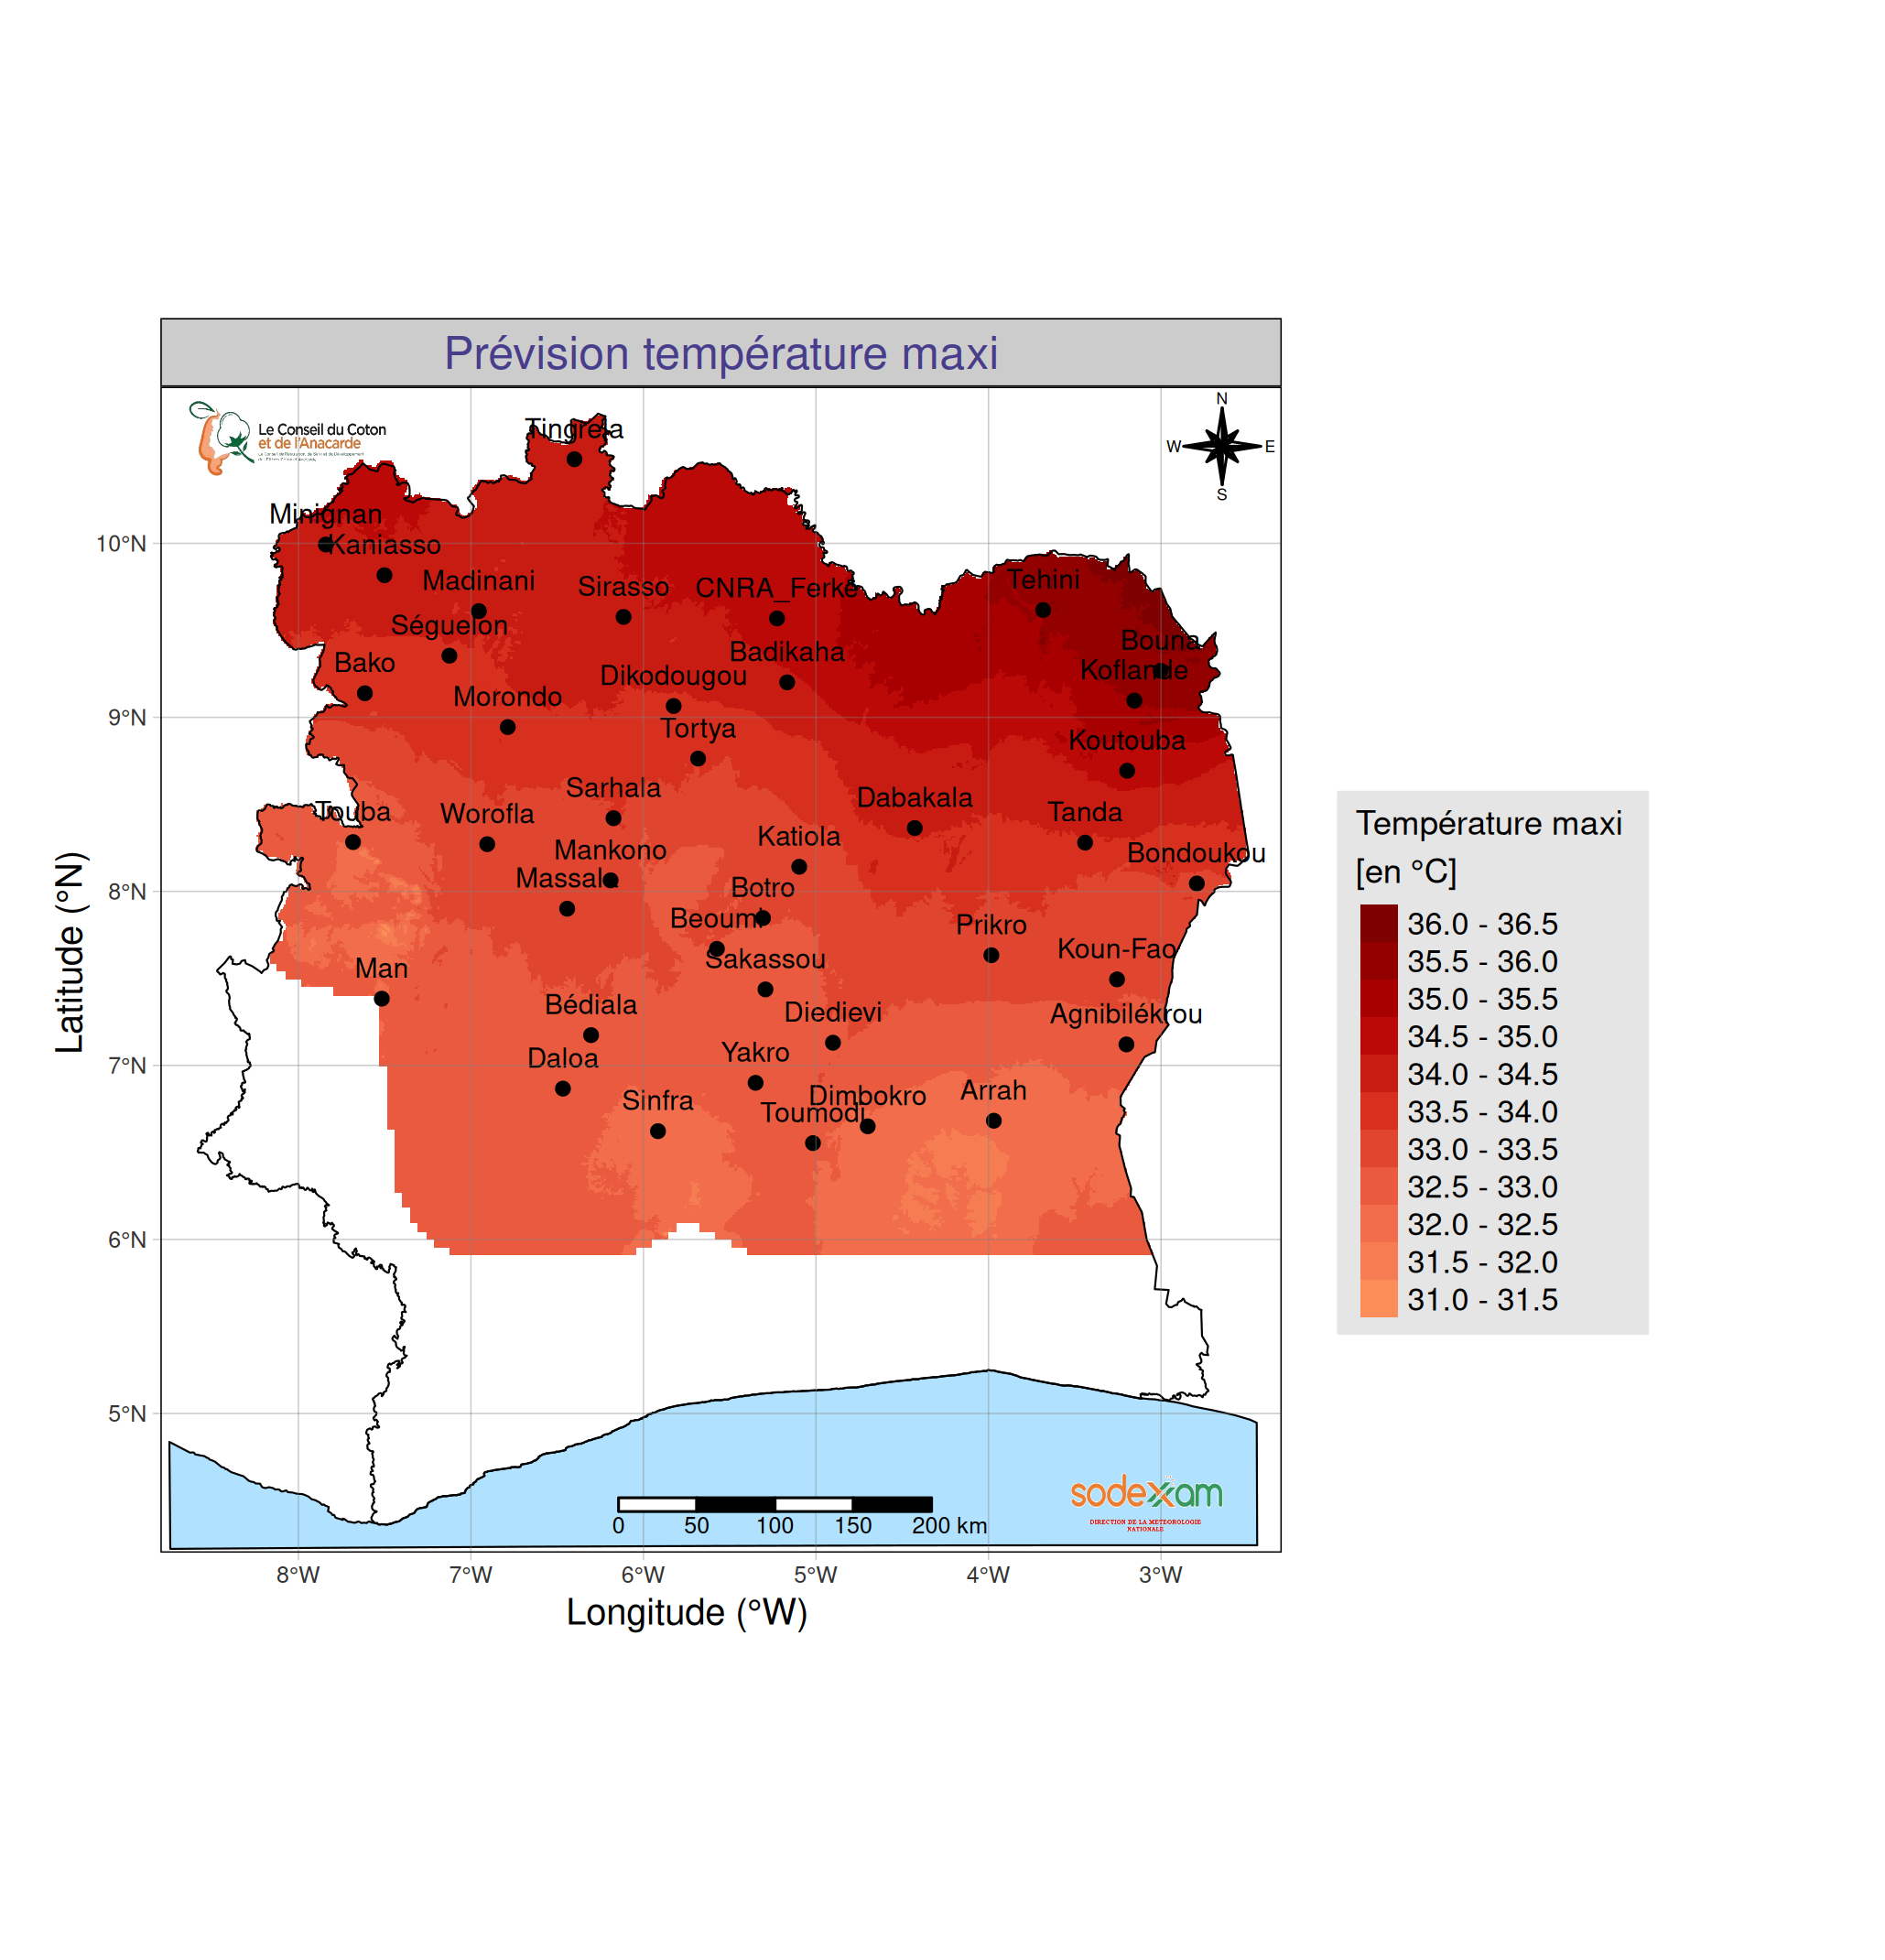 Prévision température maxi
Le Conseil du Coton
et de l'Anacarde
N
W
E
S
Tingrela
Minignan
Kaniasso
Madinani
Sirasso
CNRA_Ferke
Tehini
Séguelon
Bouna
Bako
Badikaha
Koflande
Dikodougou
Morondo
Tortya
Koutouba
Sarhala
Dabakala
Touba
Worofla
Tanda
Katiola
Mankono
Bondoukou
Massala
Botro
Beoumi
Prikro
Koun-Fao
Sakassou
Man
Bédiala
Diedievi
Agnibilékrou
Daloa
Yakro
Sinfra
Dimbokro
Arrah
Toumodi
10°N
9°N
8°N
7°N
6°N
5°N
Latitude (°N)
0 50 100 150 200 km
sodexam
DIRECTION DE LA METEOROLOGIE
NATIONALE
8°W 7°W 6°W 5°W 4°W 3°W
Longitude (°W)
Température maxi
[en °C]
36.0 - 36.5
35.5 - 36.0
35.0 - 35.5
34.5 - 35.0
34.0 - 34.5
33.5 - 34.0
33.0 - 33.5
32.5 - 33.0
32.0 - 32.5
31.5 - 32.0
31.0 - 31.5